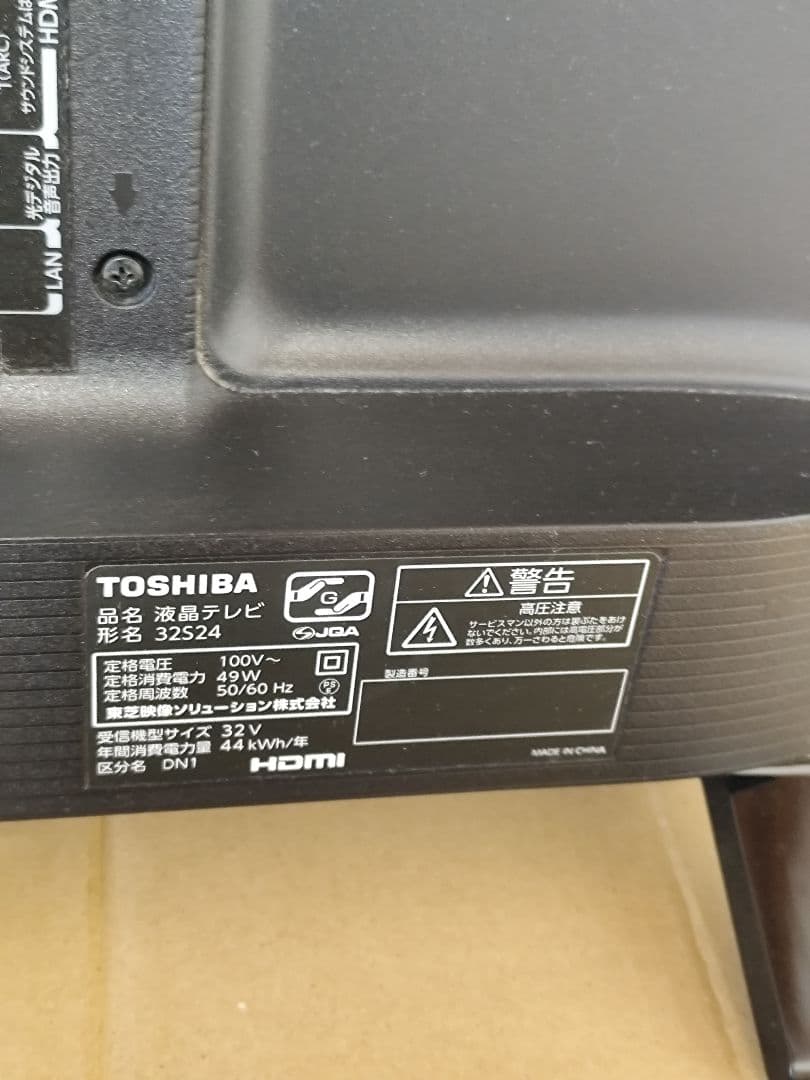 1(ARC)
サウンドシステムは
HDM
光デジタル
音声出力
LAN
TOSHIBA
品名 液晶テレビ
形名 32S24
G
JQA
定格電圧 100V～
定格消費電力 49W
定格周波数 50/60 Hz
PS
E
東芝映像ソリューション株式会社
受信機型サイズ 32V
年間消費電力量 44kWh/年
区分名 DN1
HDMI
警告
高圧注意
サービスマン以外の方は裏ぶたをあけ
ないでください。内部には高電圧部分が
数多くあり、万一さわると危険です。
製造番号
MADE IN CHINA